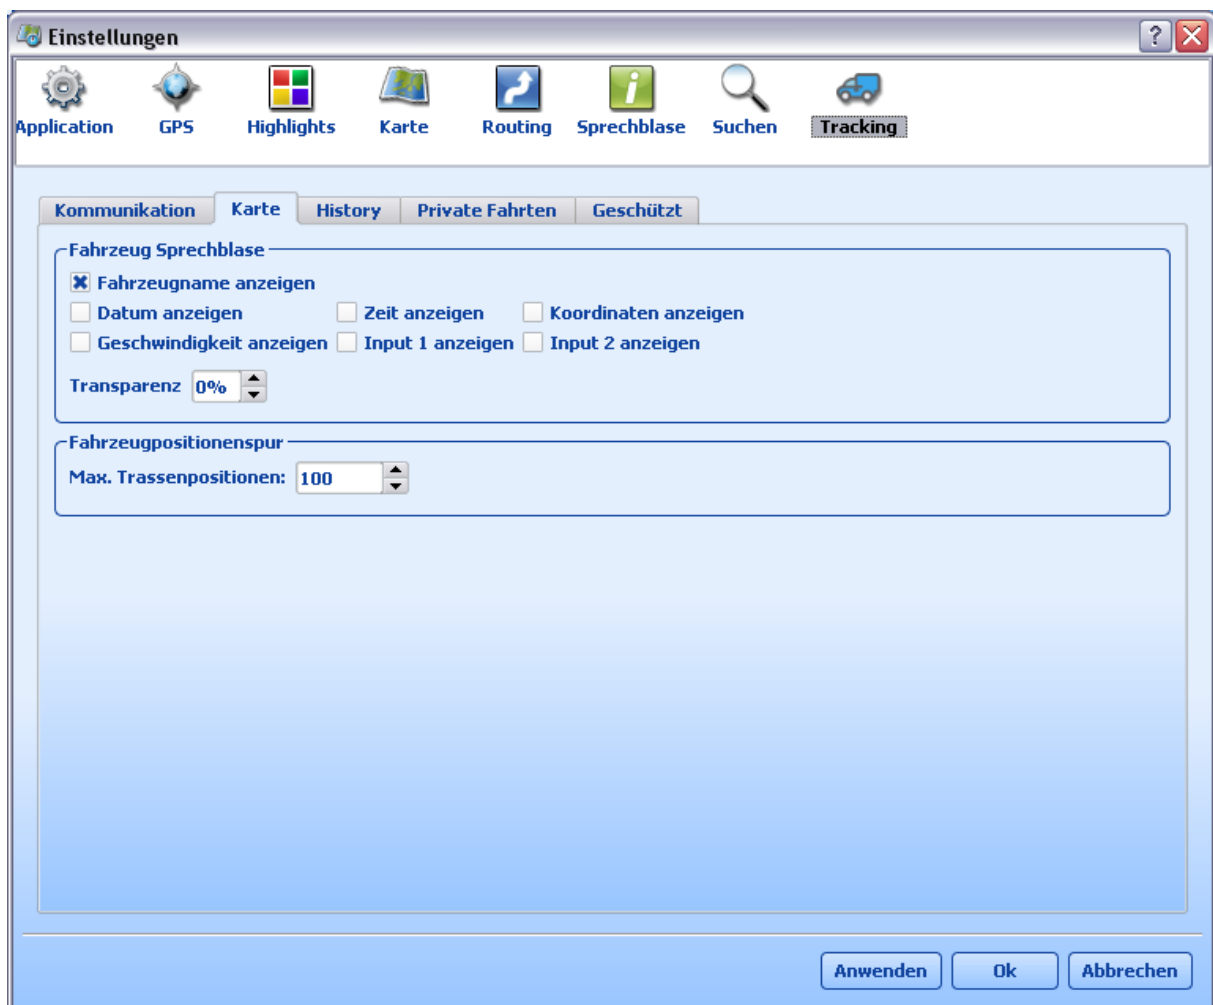 Einstellungen
Application GPS Highlights Karte Routing Sprechblase Suchen Tracking
Kommunikation Karte History Private Fahrten Geschützt
Fahrzeug Sprechblase
Fahrzeugname anzeigen
Datum anzeigen Zeit anzeigen Koordinaten anzeigen
Geschwindigkeit anzeigen Input 1 anzeigen Input 2 anzeigen
Transparenz 0%
Fahrzeugpositionenspur
Max. Trassenpositionen: 100
Anwenden Ok Abbrechen